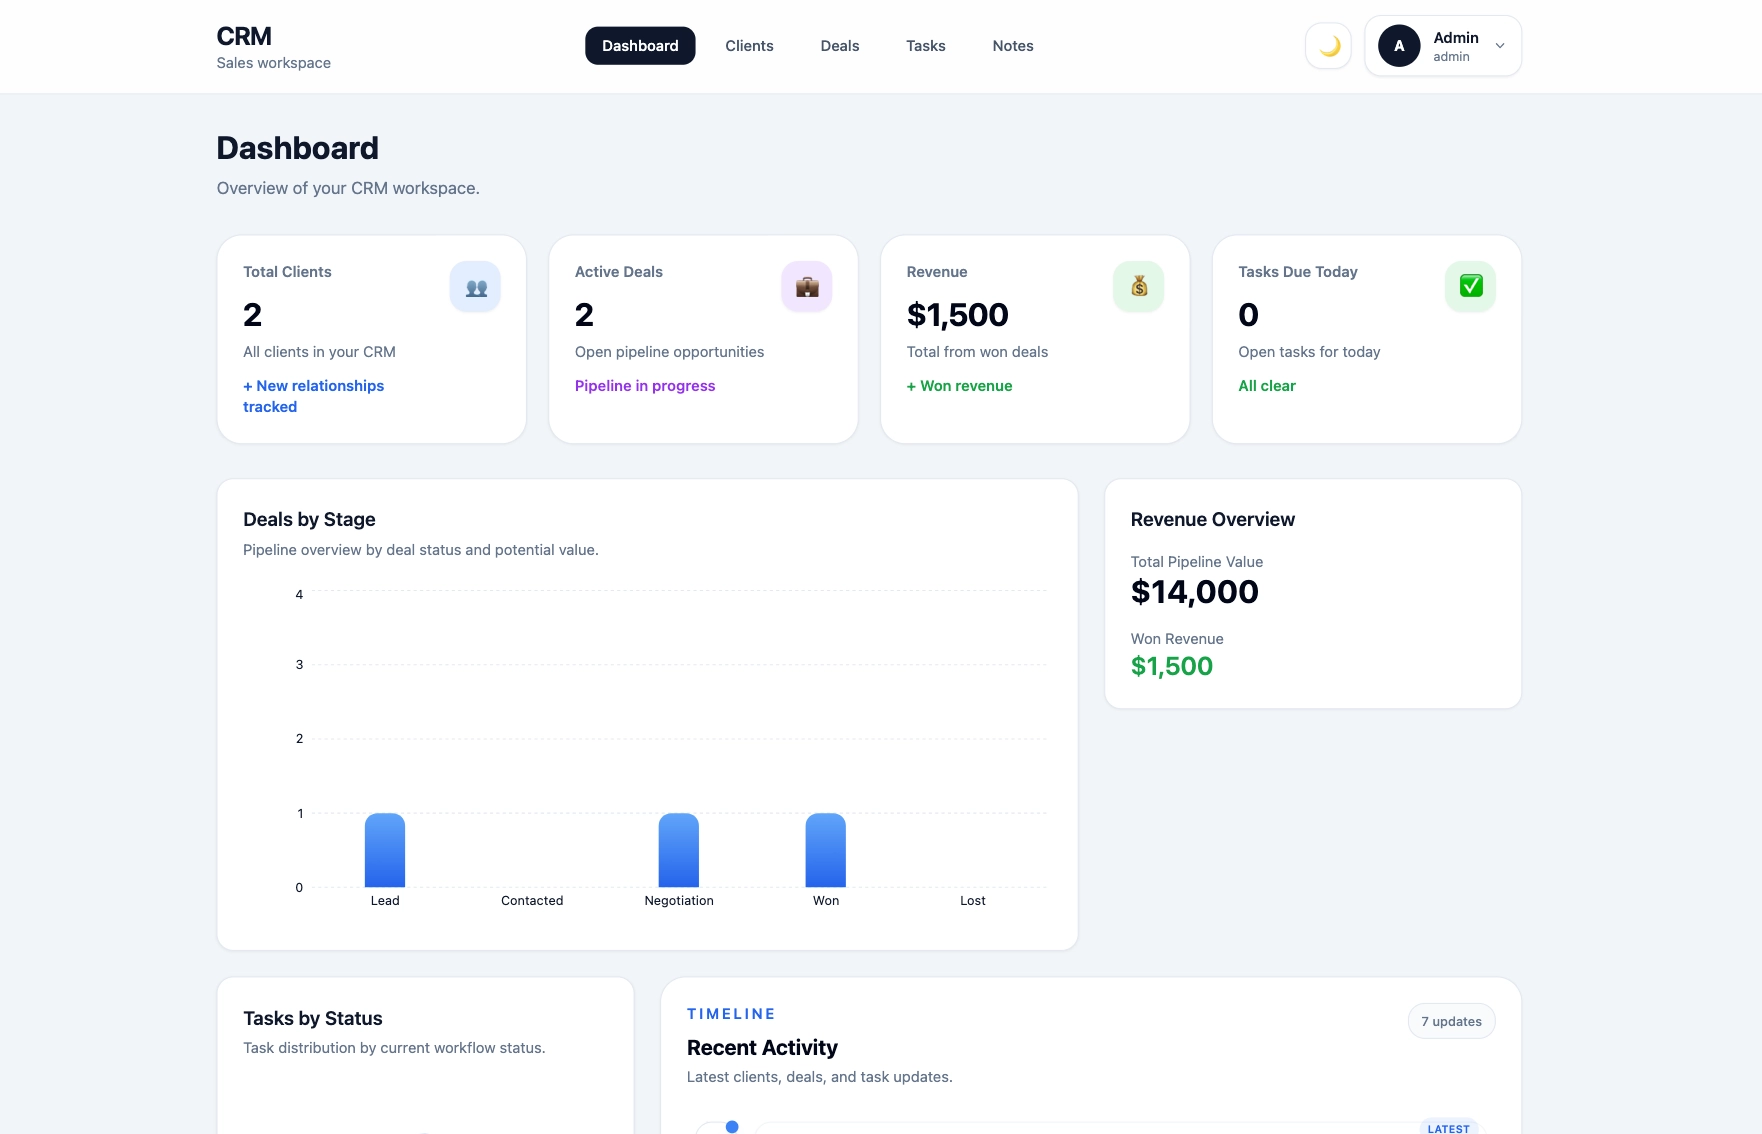 CRM
Sales workspace
Dashboard
Clients
Deals
Tasks
Notes
A
Admin
admin
Dashboard
Overview of your CRM workspace.
Total Clients
2
All clients in your CRM
+ New relationships
tracked
Active Deals
2
Open pipeline opportunities
Pipeline in progress
Revenue
$1,500
Total from won deals
+ Won revenue
Tasks Due Today
0
Open tasks for today
All clear
Deals by Stage
Pipeline overview by deal status and potential value.
4
3
2
1
0
Lead
Contacted
Negotiation
Won
Lost
Revenue Overview
Total Pipeline Value
$14,000
Won Revenue
$1,500
Tasks by Status
Task distribution by current workflow status.
TIMELINE
7 updates
Recent Activity
Latest clients, deals, and task updates.
LATEST